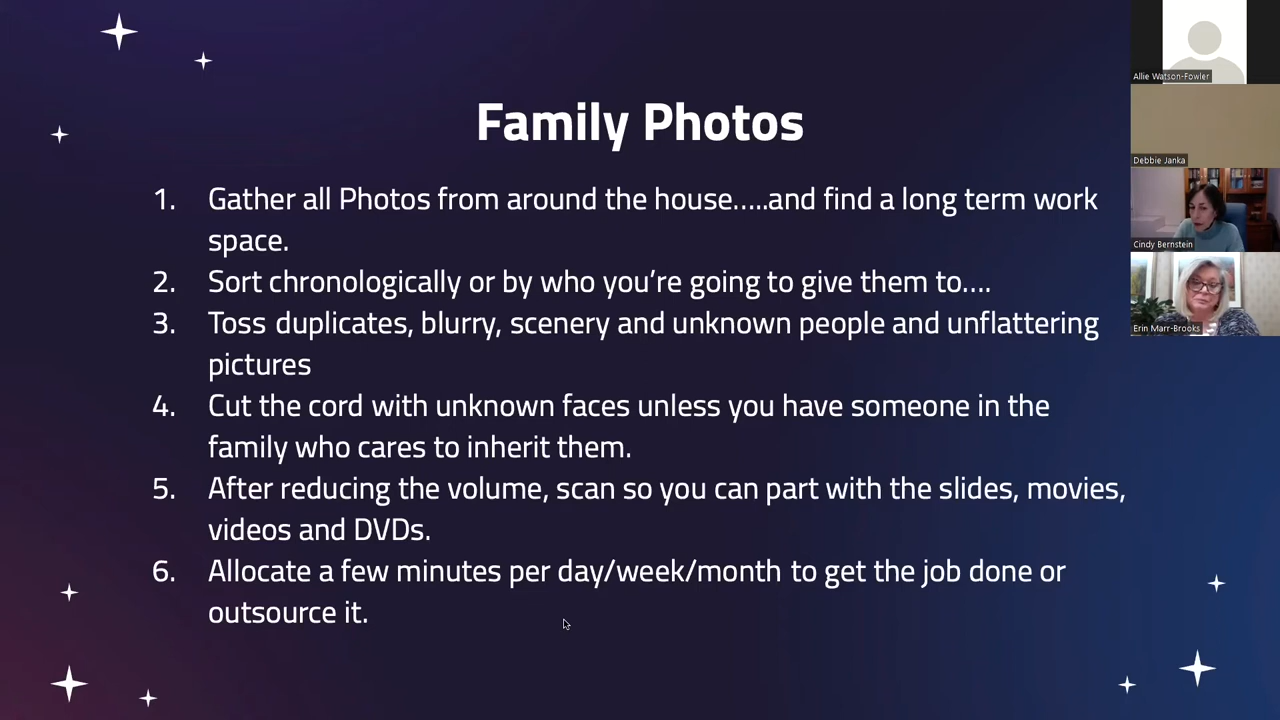 Family Photos
1. Gather all Photos from around the house.....and find a long term work
space.
2. Sort chronologically or by who you’re going to give them to....
3. Toss duplicates, blurry, scenery and unknown people and unflattering
pictures
4. Cut the cord with unknown faces unless you have someone in the
family who cares to inherit them.
5. After reducing the volume, scan so you can part with the slides, movies,
videos and DVDs.
6. Allocate a few minutes per day/week/month to get the job done or
outsource it.
Allie Watson-Fowler
Debbie Janka
Cindy Bernstein
Erin Marr-Brooks